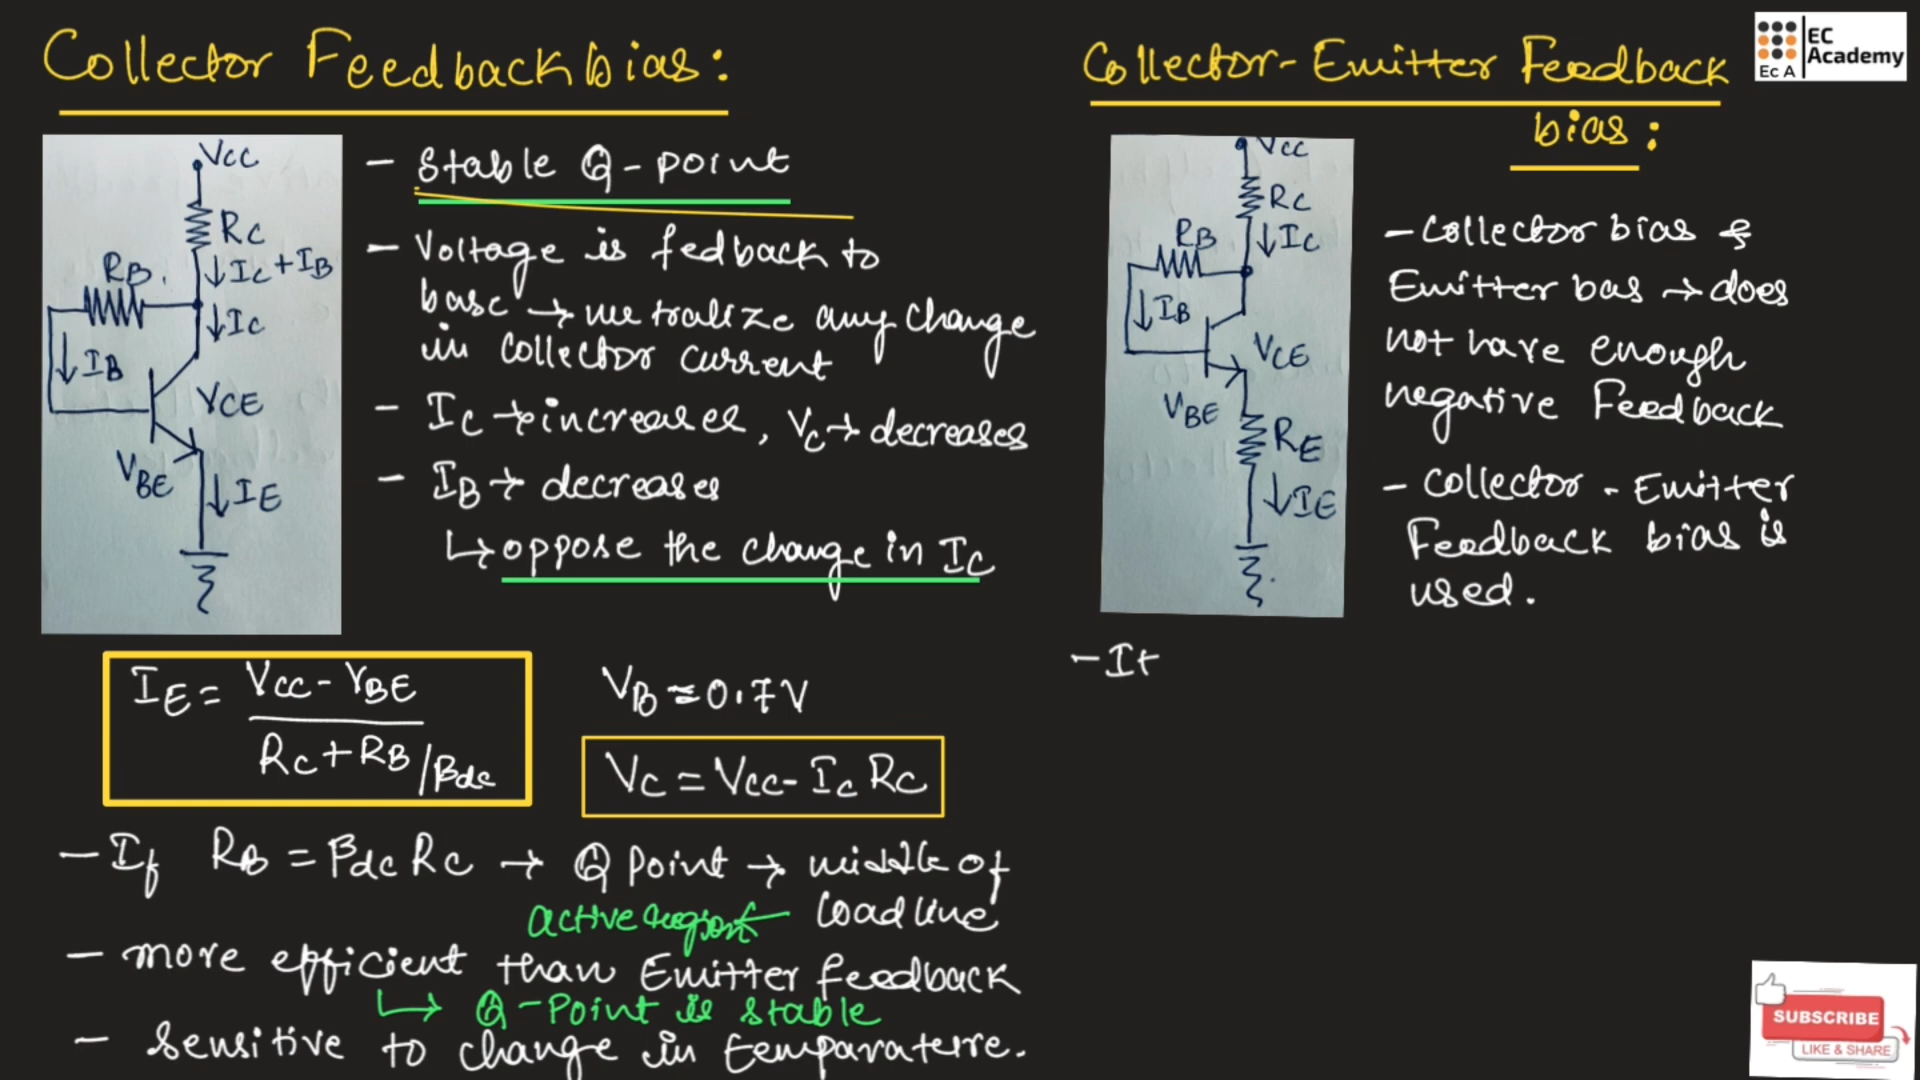 Collector Feedback bias:
Vcc
RC
RB.
↓IC+IB
↓IC
↓IB
VCE
VBE
↓IE
- Stable Q-point
- Voltage is fedback to
base → neutralize any change
in collector current
- IC → increases, VC → decreases
- IB → decreases
↳ oppose the change in IC
IE = Vcc - VBE
RC + RB/βdc
VB ≈ 0.7V
VC = Vcc - IC RC
- If RB = βdc RC → Q point → middle of
active region ← load line
- more efficient than Emitter feedback
↳ Q-Point is stable
- sensitive to change in temparaterre.
Collector-Emitter Feedback
bias:
Vcc
RC
RB
↓IC
↓IB
VCE
VBE
RE
↓IE
- Collector bias &
Emitter bas → does
not have enough
negative Feedback
- Collector - Emitter
Feedback bias is
used.
- It
EC
Academy
Ec A
SUBSCRIBE
LIKE & SHARE